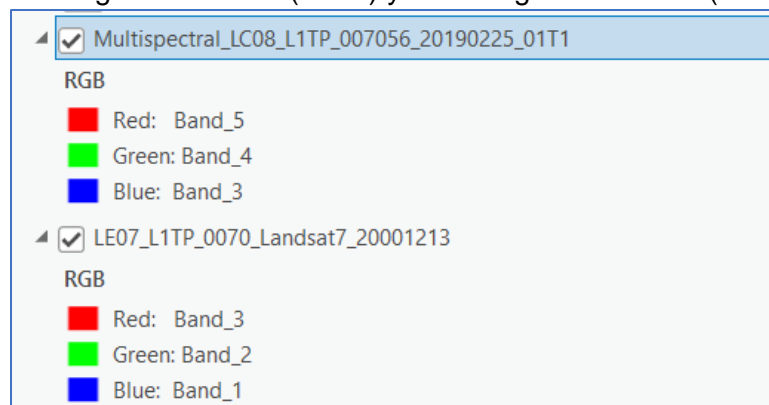 Multispectral_LC08_L1TP_007056_20190225_01T1
RGB
Red: Band_5
Green: Band_4
Blue: Band_3
LE07_L1TP_0070_Landsat7_20001213
RGB
Red: Band_3
Green: Band_2
Blue: Band_1